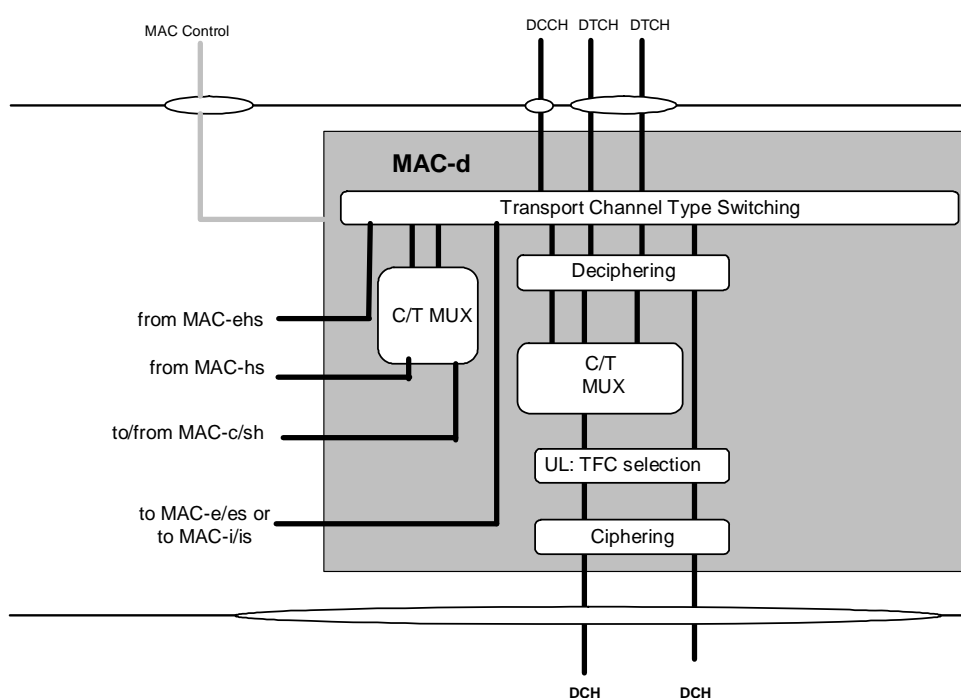 MAC Control
DCCH DTCH DTCH
MAC-d
Transport Channel Type Switching
Deciphering
C/T MUX
from MAC-ehs
from MAC-hs
C/T
MUX
to/from MAC-c/sh
UL: TFC selection
to MAC-e/es or
to MAC-i/is
Ciphering
DCH DCH